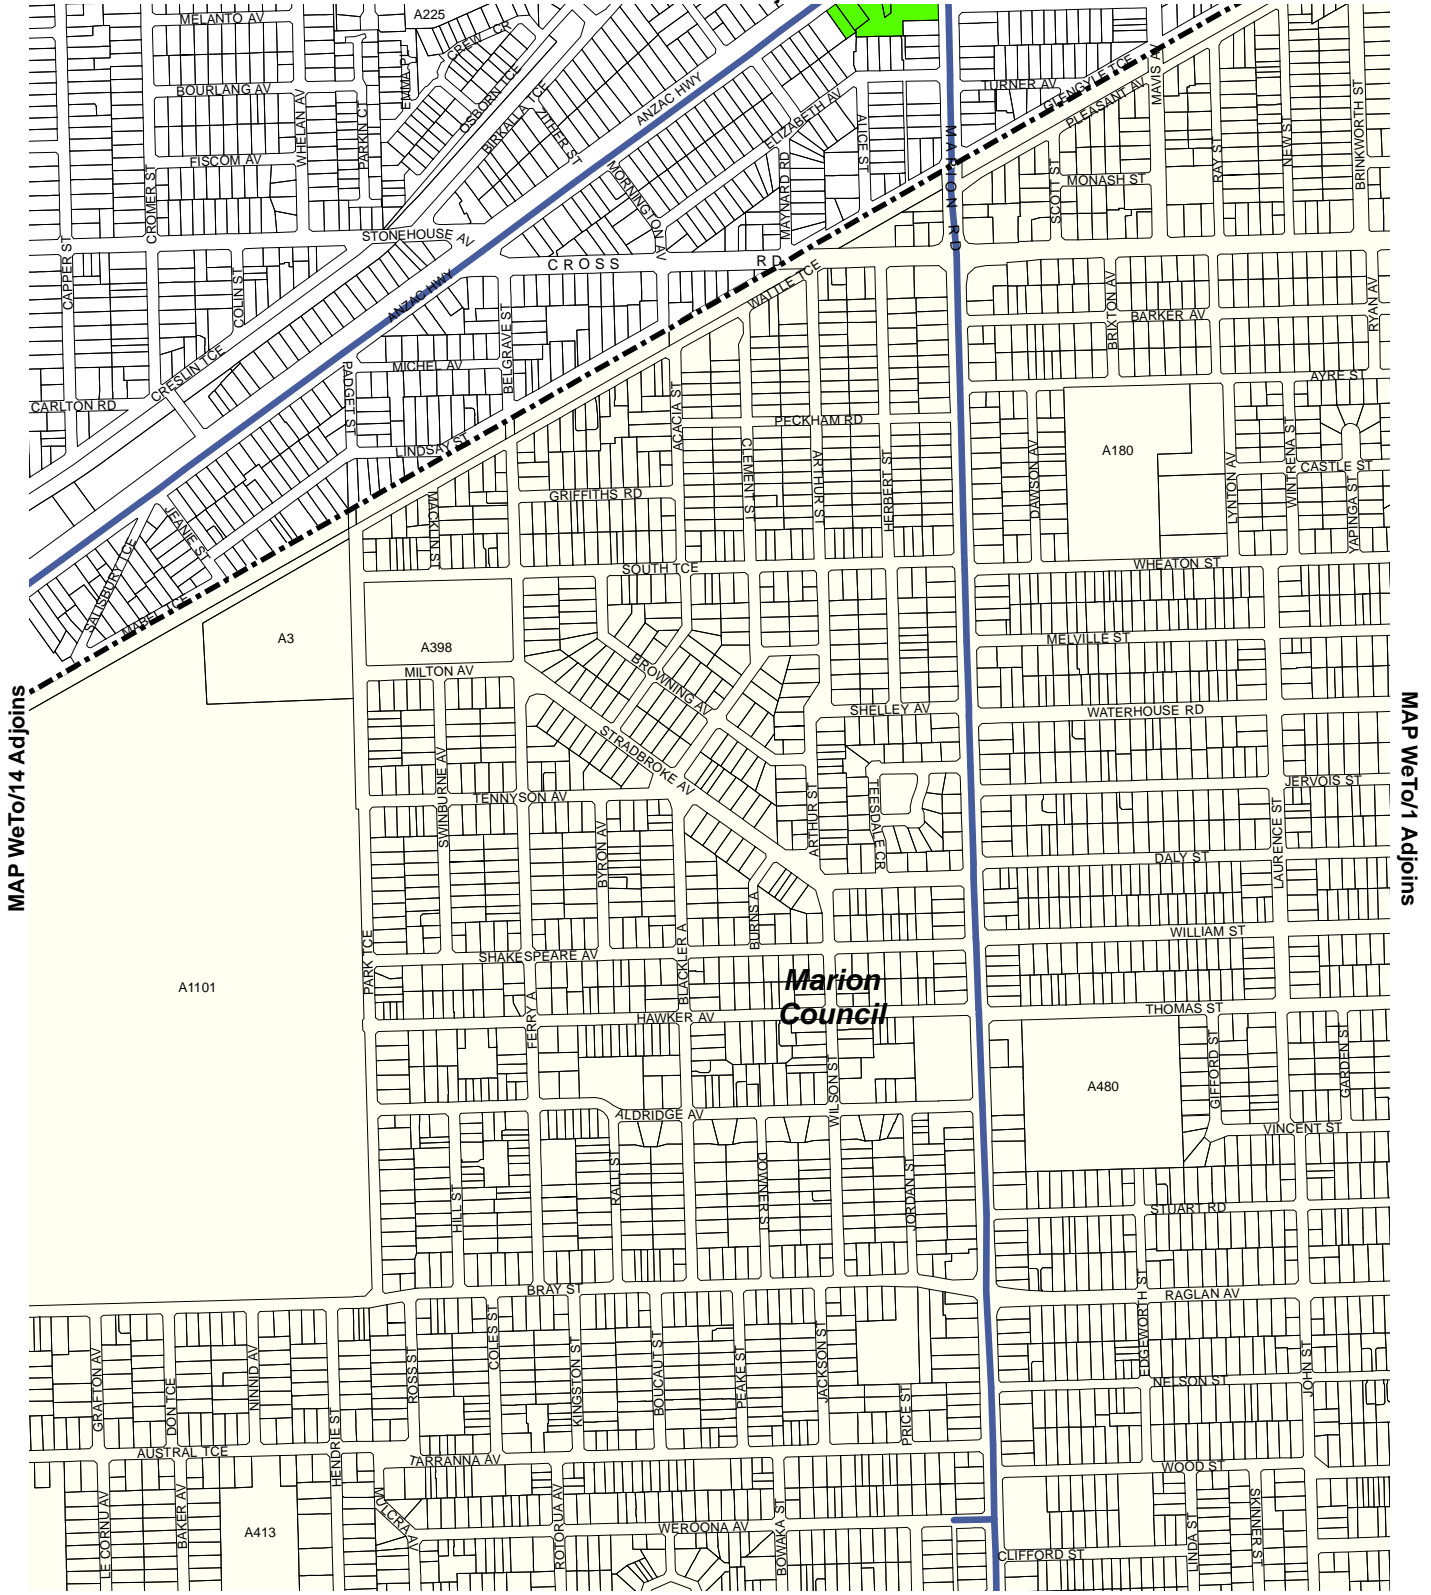 MELANTO AV
A225
CREW CR
BOURLANG AV
EMMA PL
OSBORN TCE
BIRKALLA TCE
ZITHER ST
ANZAC HWY
WHELAN AV
PARKIN CT
FISCOM AV
CROMER ST
MORNINGTON AV
ELIZABETH AV
MAYNARD RD
ALICE ST
MARION RD
TURNER AV
GLENGYLE TCE
PLEASANT AV
MAVIS AV
RAY ST
NEW ST
BRINKWORTH ST
SCOTT ST
MONASH ST
STONEHOUSE AV
CROSS RD
CAPPER ST
COLIN ST
ANZAC HWY
WATTLE TCE
BELGRAVE ST
MICHEL AV
BRIXTON AV
BARKER AV
RYAN AV
CRESLIN TCE
PADGET ST
CARLTON RD
LINDSAY ST
ACACIA ST
PECKHAM RD
AYRE ST
A180
CLEMENT ST
ARTHUR ST
HERBERT ST
DAWSON AV
LYNTON AV
WINTRENA ST
CASTLE ST
YAPINGA ST
GRIFFITHS RD
MACKLIN ST
JEANIE ST
SALISBURY TCE
MABEL TCE
SOUTH TCE
WHEATON ST
A3
A398
MILTON AV
BROWNING AV
MELVILLE ST
SHELLEY AV
WATERHOUSE RD
STRADBROKE AV
SWINBURNE AV
TENNYSON AV
MAP WeTo/14 Adjoins
MAP WeTo/1 Adjoins
JERVOIS ST
BYRON AV
ARTHUR ST
TEESDALE CR
LAURENCE ST
DALY ST
BURNS A
WILLIAM ST
PARK TCE
SHAKESPEARE AV
BLACKLER A
A1101
Marion
Council
FERRY A
HAWKER AV
THOMAS ST
WILSON ST
A480
GIFFORD ST
GARDEN S
ALDRIDGE AV
VINCENT ST
HILL ST
RALLI ST
DOWNER S
JORDAN ST
STUART RD
BRAY ST
RAGLAN AV
EDGEWORTH ST
GRAFTON AV
DON TCE
NINNID AV
ROSS ST
COLES ST
KINGSTON ST
BOUCAUT ST
PEAKE ST
JACKSON ST
PRICE ST
NELSON ST
JOHN ST
AUSTRAL TCE
HENDRIE ST
TARRANNA AV
WOOD ST
LE CORNU AV
BAKER AV
A413
MULCRA AV
ROTORUA AV
WEROONA AV
BOWAKA ST
CLIFFORD ST
LINDA ST
SKINNER ST